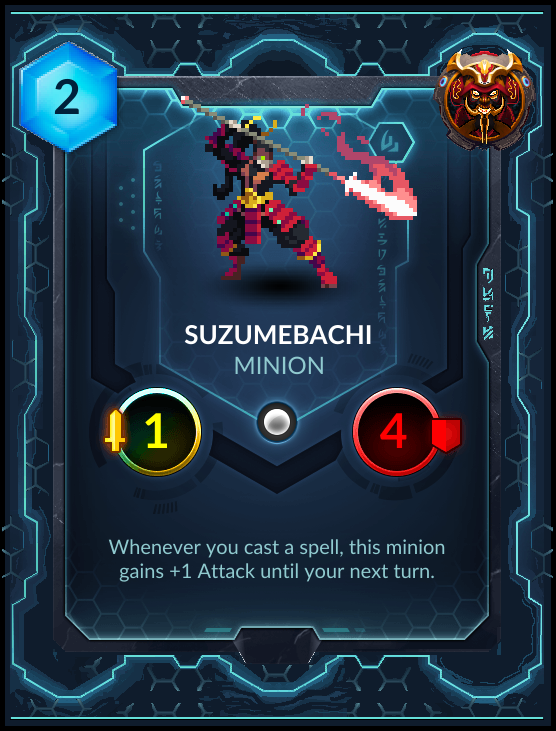 2
SUZUMEBACHI
MINION
1
4
Whenever you cast a spell, this minion
gains +1 Attack until your next turn.